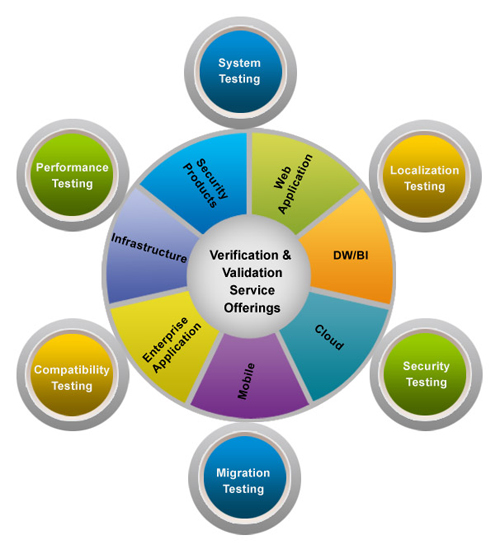 System
Testing
Performance
Testing
Localization
Testing
Security
Products
Web
Application
Infrastructure
DW/BI
Verification &
Validation
Service
Offerings
Enterprise
Application
Mobile
Cloud
Compatibility
Testing
Security
Testing
Migration
Testing